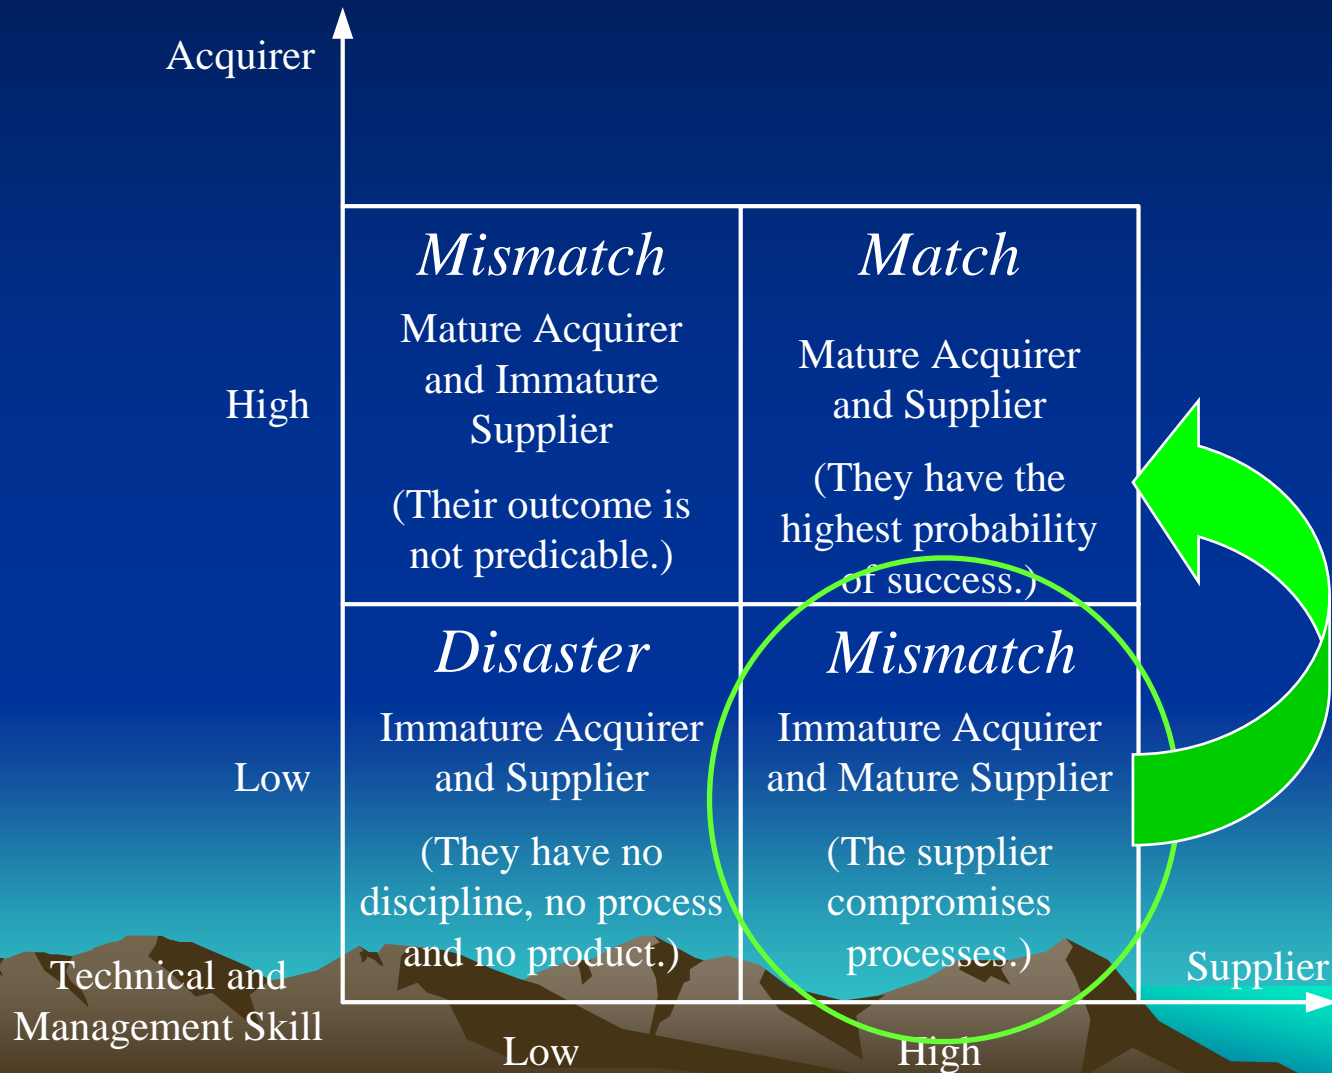 Acquirer
Mismatch
Mature Acquirer
and Immature
Supplier
(Their outcome is
not predicable.)
Match
Mature Acquirer
and Supplier
(They have the
highest probability
of success.)
High
Disaster
Immature Acquirer
and Supplier
(They have no
discipline, no process
and no product.)
Mismatch
Immature Acquirer
and Mature Supplier
(The supplier
compromises
processes.)
Low
Technical and
Management Skill
Supplier
Low
High